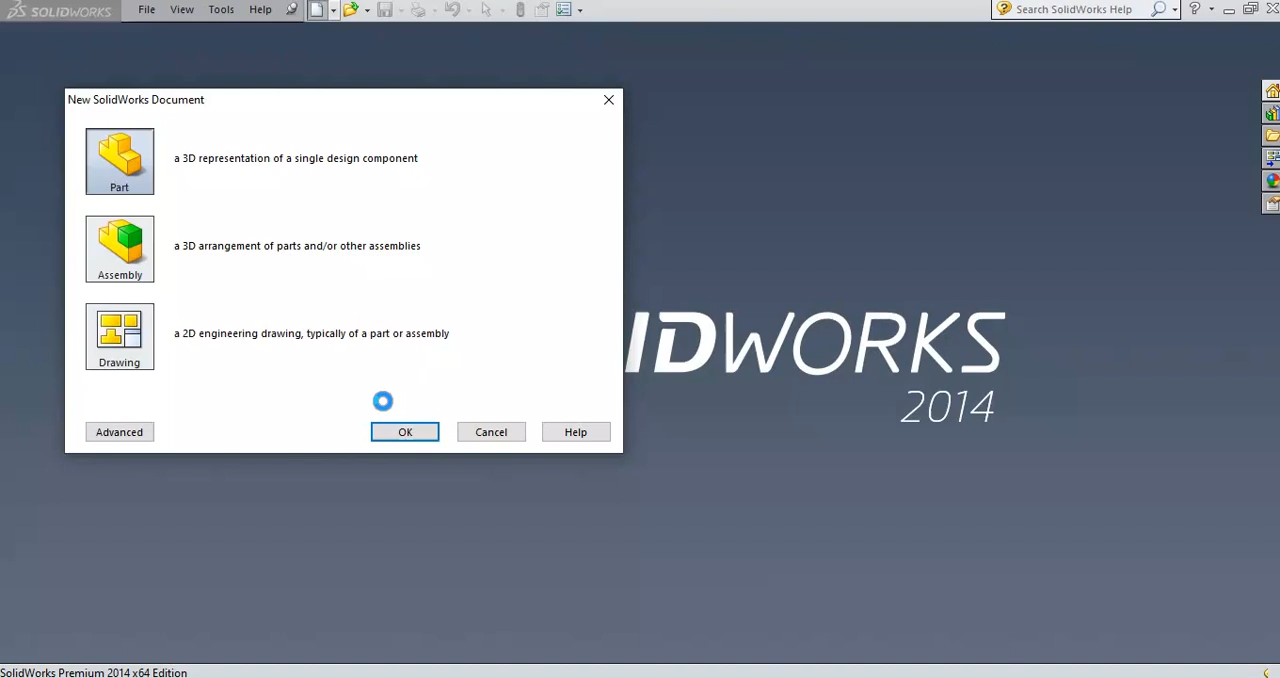 SOLIDWORKS File View Tools Help Search SolidWorks Help
New SolidWorks Document
Part
a 3D representation of a single design component
Assembly
a 3D arrangement of parts and/or other assemblies
Drawing
a 2D engineering drawing, typically of a part or assembly
Advanced OK Cancel Help
IDWORKS
2014
SolidWorks Premium 2014 x64 Edition